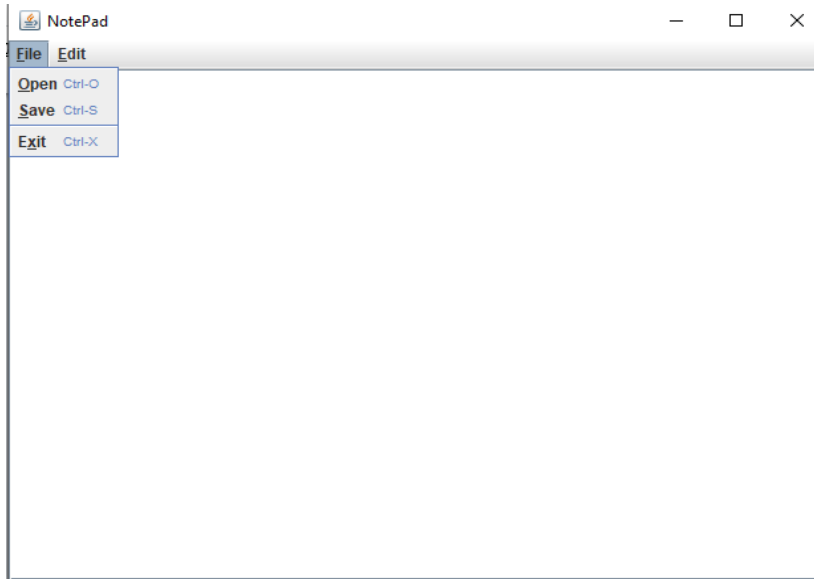 NotePad
File Edit
Open Ctrl-O
Save Ctrl-S
Exit Ctrl-X